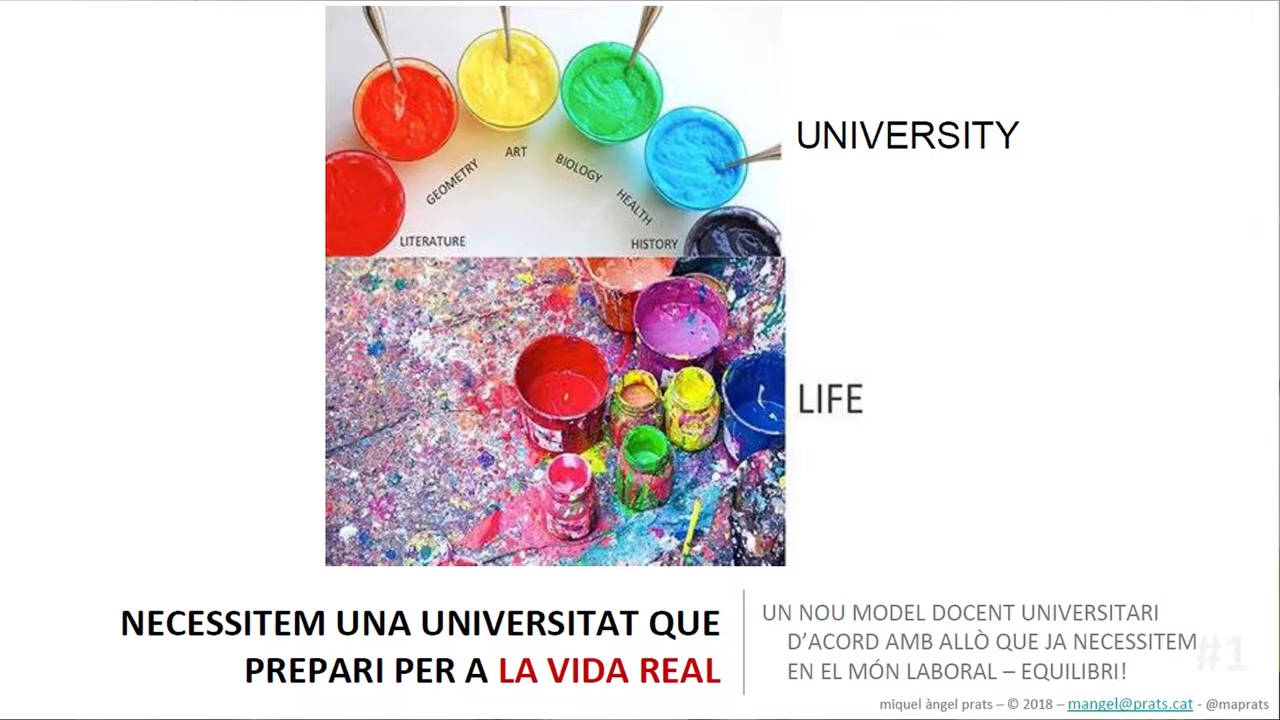 UNIVERSITY
ART
GEOMETRY
BIOLOGY
HEALTH
LITERATURE
HISTORY
LIFE
NECESSITEM UNA UNIVERSITAT QUE
PREPARI PER A LA VIDA REAL
UN NOU MODEL DOCENT UNIVERSITARI
D’ACORD AMB ALLÒ QUE JA NECESSITEM
EN EL MÓN LABORAL – EQUILIBRI!
#1
miquel àngel prats – © 2018 – mangel@prats.cat - @maprats